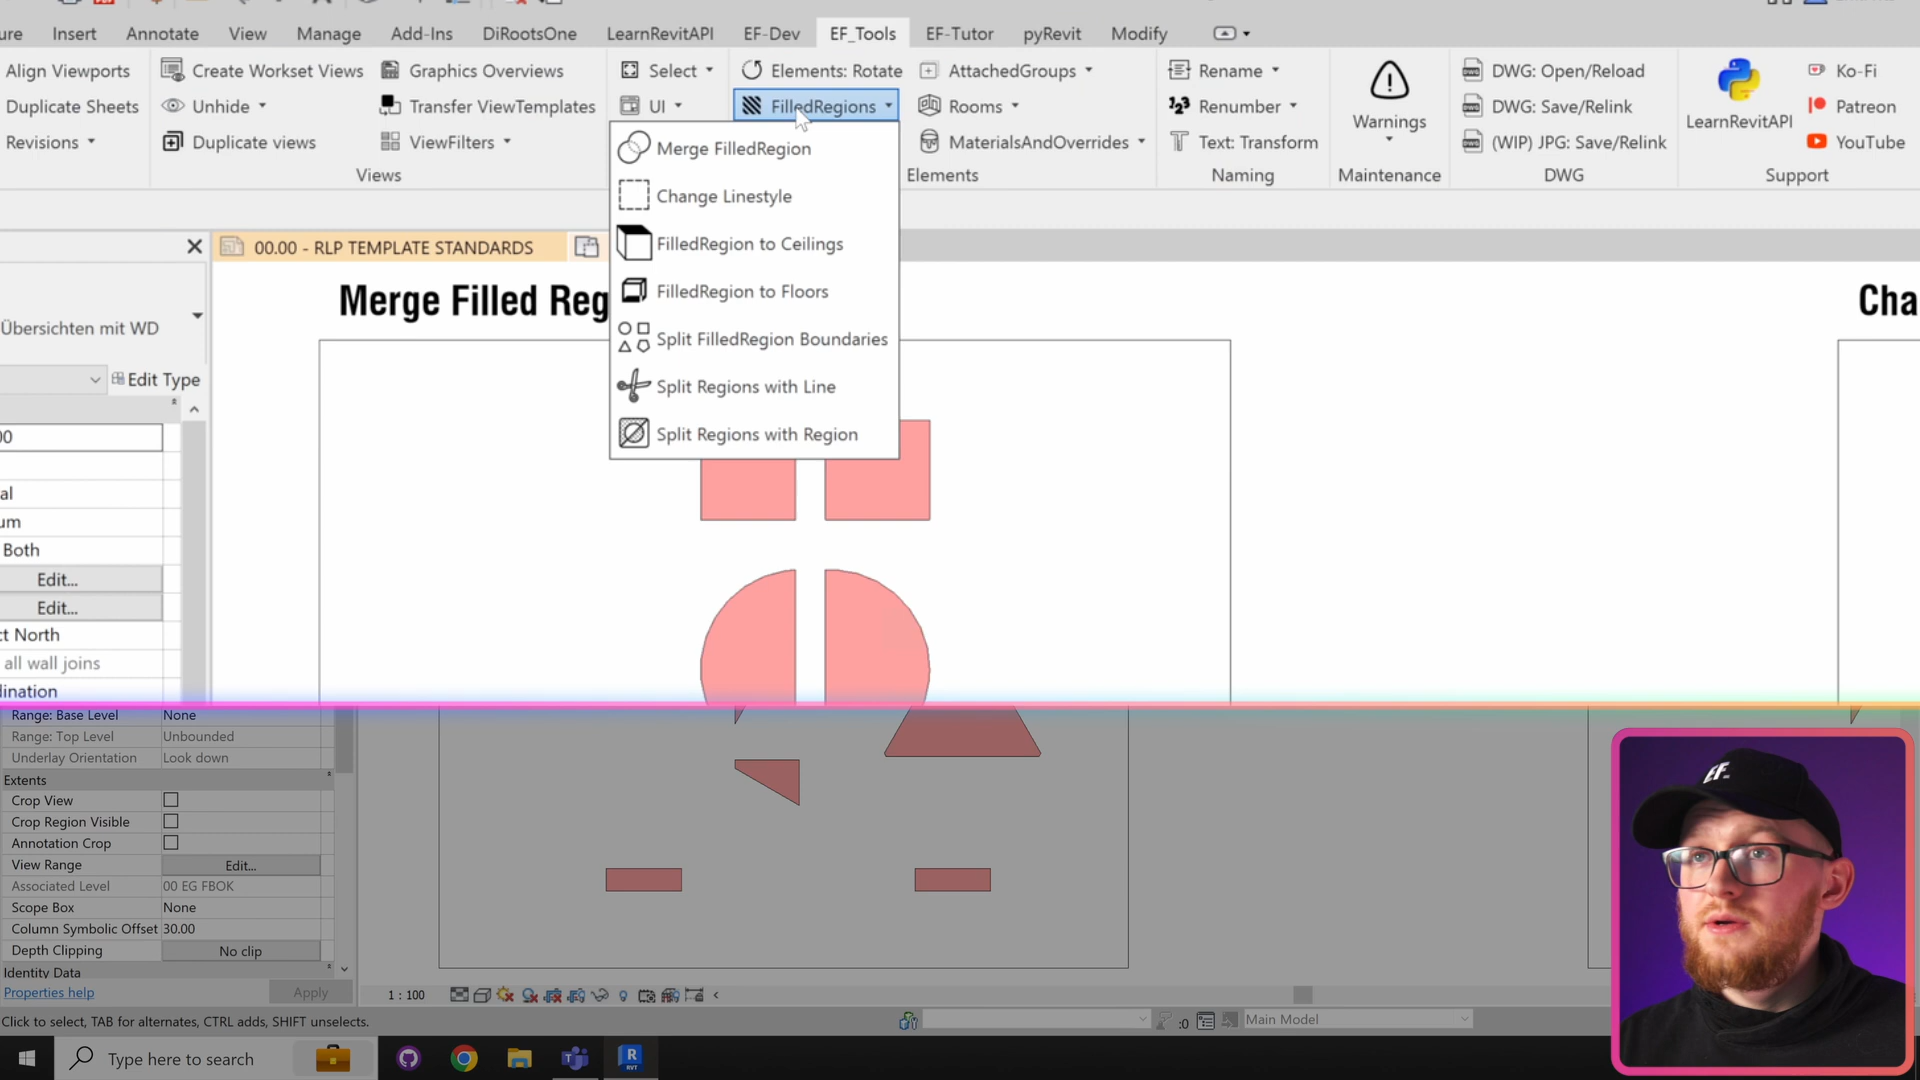 ure Insert Annotate View Manage Add-Ins DiRootsOne LearnRevitAPI EF-Dev EF_Tools EF-Tutor pyRevit Modify
Align Viewports Create Workset Views Graphics Overviews Select Elements: Rotate AttachedGroups Rename DWG: Open/Reload Ko-Fi
Duplicate Sheets Unhide Transfer ViewTemplates UI FilledRegions Rooms Renumber Warnings DWG: Save/Relink LearnRevitAPI Patreon
Revisions Duplicate views ViewFilters MaterialsAndOverrides Text: Transform (WIP) JPG: Save/Relink YouTube
Views Elements Naming Maintenance DWG Support
Merge FilledRegion
Change Linestyle
FilledRegion to Ceilings
FilledRegion to Floors
Split FilledRegion Boundaries
Split Regions with Line
Split Regions with Region
00.00 - RLP TEMPLATE STANDARDS
Merge Filled Reg
Cha
Übersichten mit WD
Edit Type
00
al
um
Both
Edit...
Edit...
ct North
all wall joins
dination
Range: Base Level None
Range: Top Level Unbounded
Underlay Orientation Look down
Extents
Crop View
Crop Region Visible
Annotation Crop
View Range Edit...
Associated Level 00 EG FBOK
Scope Box None
Column Symbolic Offset 30.00
Depth Clipping No clip
Identity Data
Properties help Apply
1 : 100
Click to select, TAB for alternates, CTRL adds, SHIFT unselects.
:0 Main Model
Type here to search
R
RVT
EF.